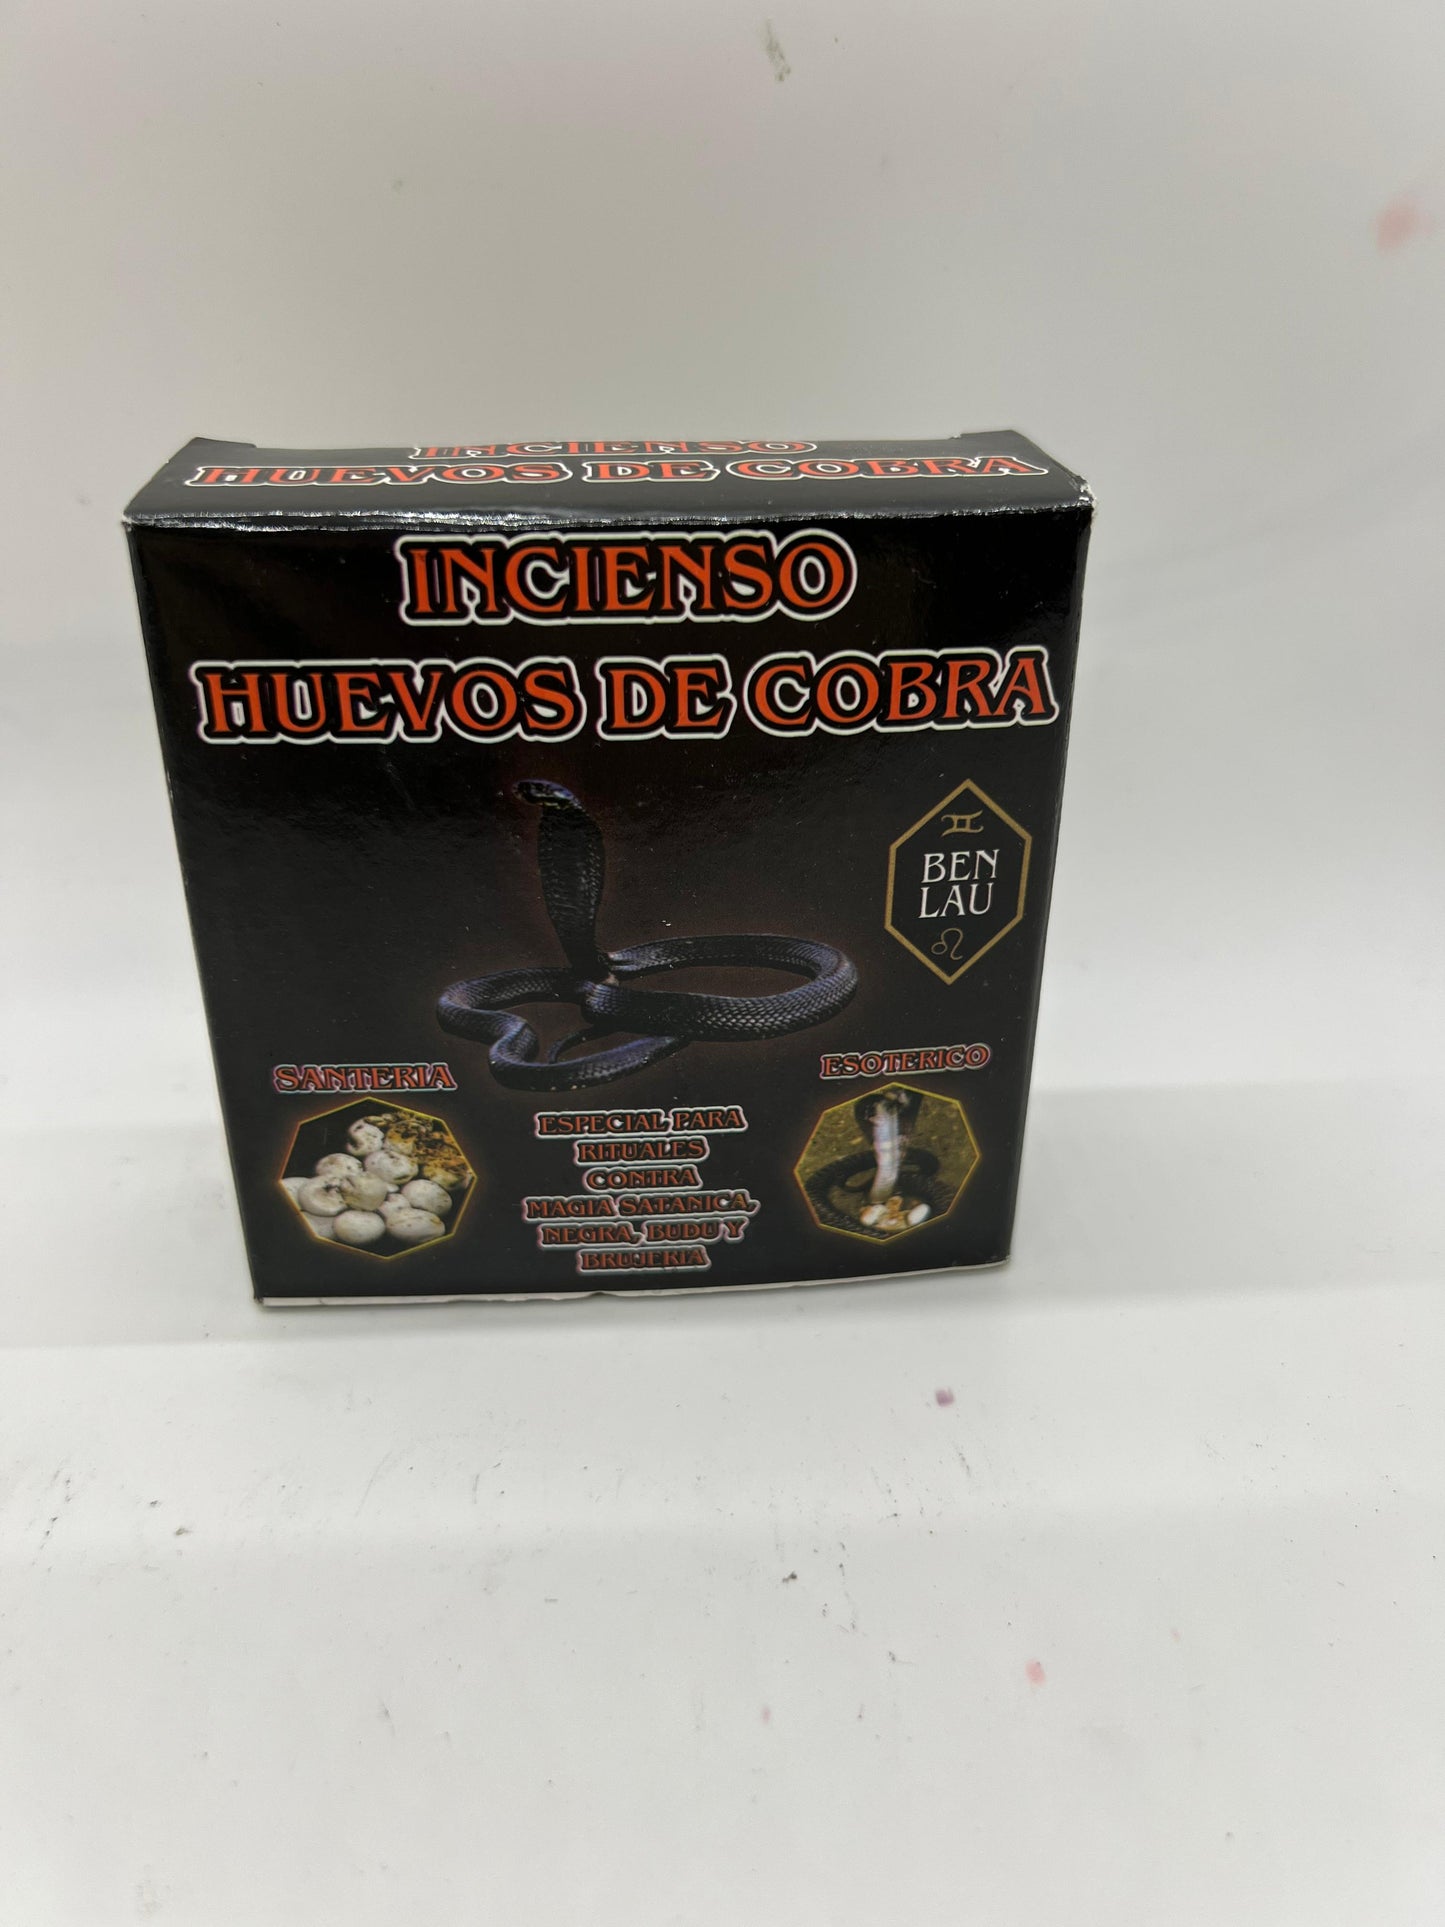 INCIENSO
HUEVOS DE COBRA
INCIENSO
HUEVOS DE COBRA
BEN
LAU
SANTERIA
ESOTERICO
ESPECIAL PARA
RITUALES
CONTRA
MAGIA SATANICA,
NEGRA, BUDU Y
BRUJERIA